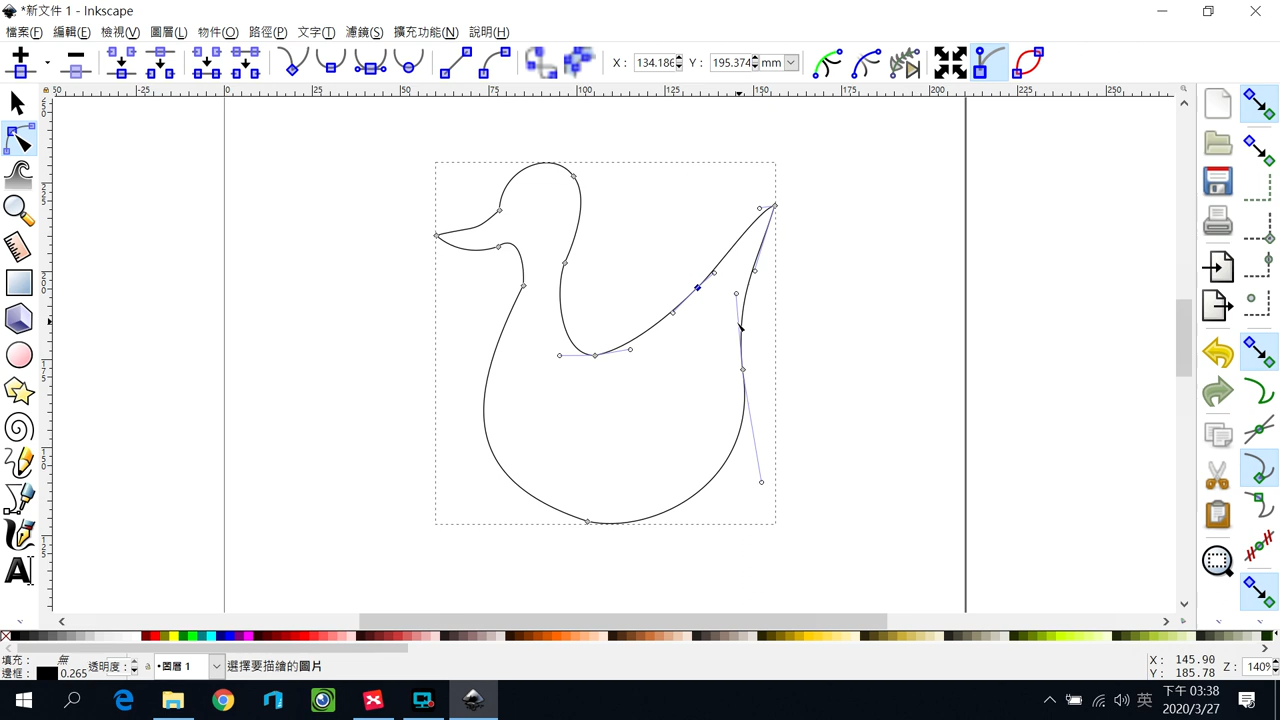 *新文件 1 - Inkscape
檔案(F) 編輯(E) 檢視(V) 圖層(L) 物件(O) 路徑(P) 文字(T) 濾鏡(S) 擴充功能(N) 說明(H)
X : 134.186 Y : 195.374 mm
50 -25 0 25 50 75 100 125 150 175 200 225 250
填充: 無
邊框: 0.265
透明度: a •圖層 1 選擇要描繪的圖片
X: 145.90
Y: 185.78
Z: 140%
英
下午 03:38
2020/3/27